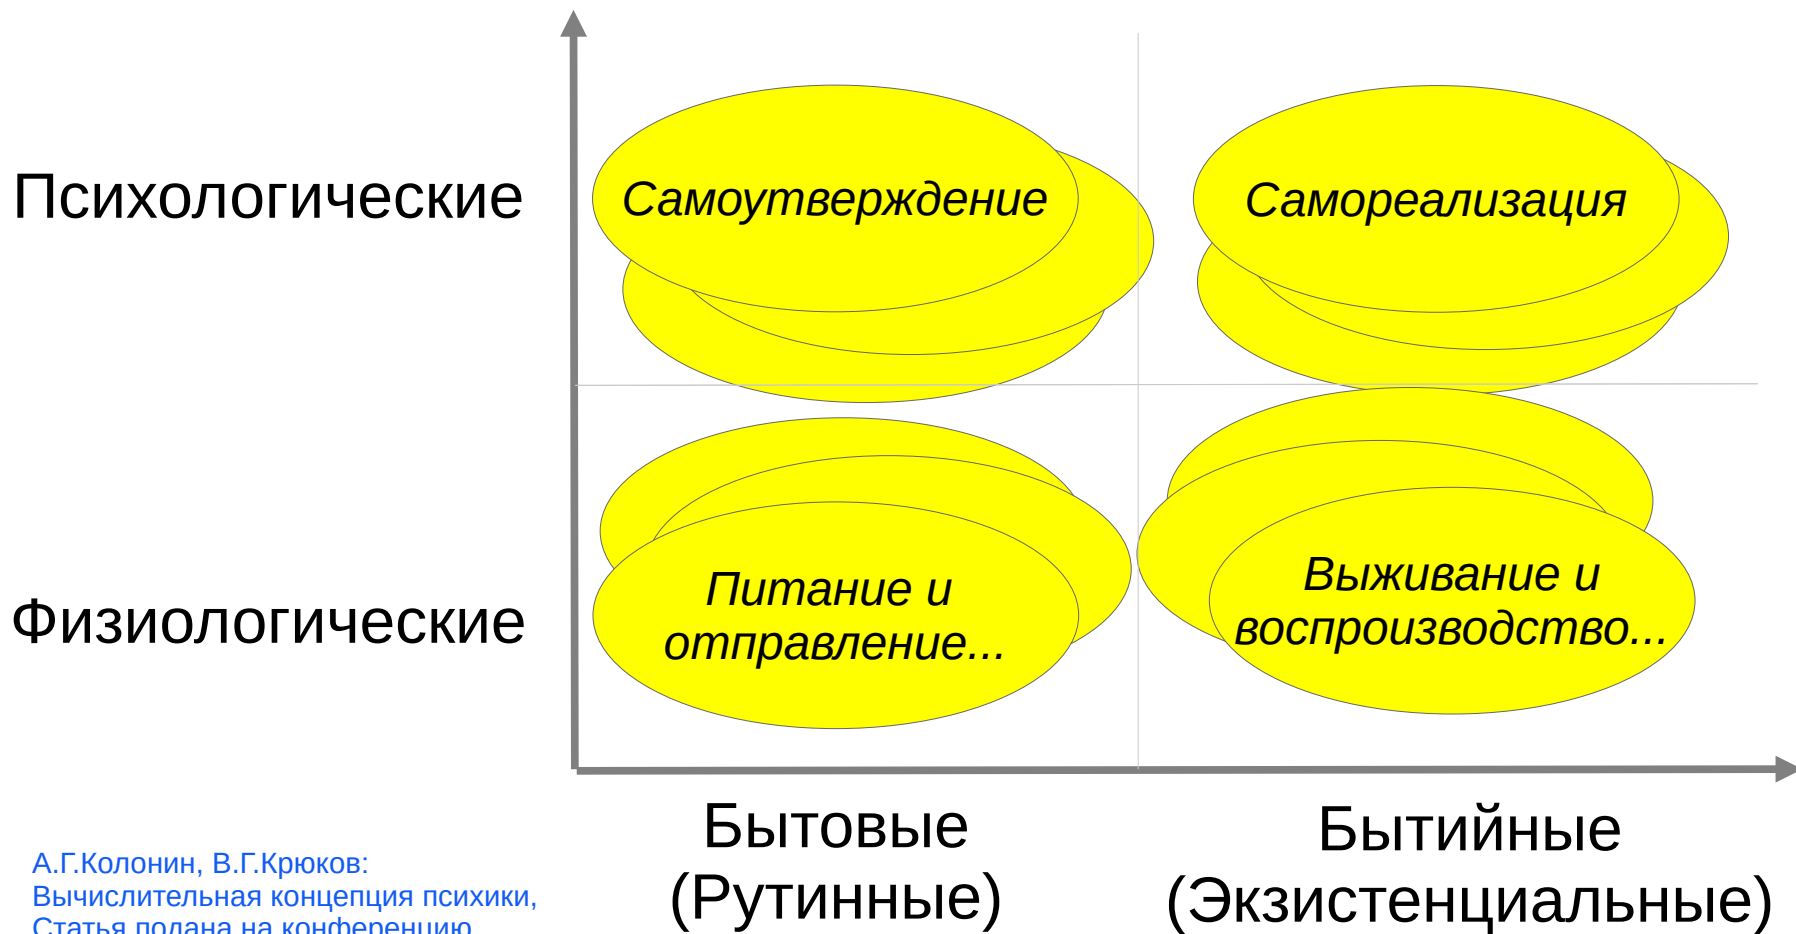 Психологические
Самоутверждение
Самореализация
Физиологические
Питание и
отправление...
Выживание и
воспроизводство...
Бытовые
(Рутинные)
Бытийные
(Экзистенциальные)
А.Г.Колонин, В.Г.Крюков:
Вычислительная концепция психики,
Статья подана на конференцию